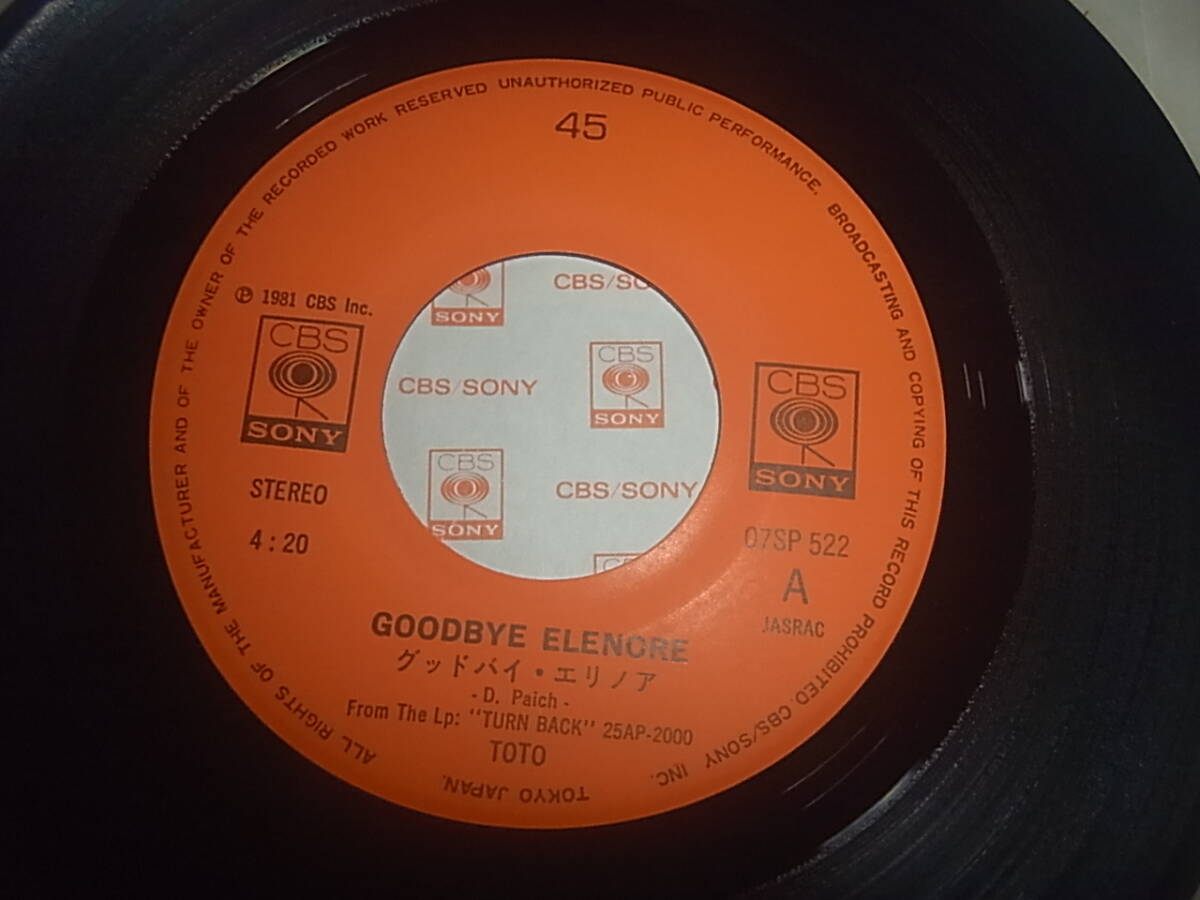 45
ALL RIGHTS OF THE MANUFACTURER AND OF THE OWNER OF THE RECORDED WORK RESERVED UNAUTHORIZED PUBLIC PERFORMANCE. BROADCASTING AND COPYING OF THIS RECORD PROHIBITED. CBS/SONY INC. TOKYO JAPAN.
℗ 1981 CBS Inc.
CBS
SONY
STEREO
4:20
CBS
SONY
07SP 522
A
JASRAC
SONY
CBS/SO
CBS/SONY
CBS
SONY
CBS
SONY
CBS/SONY
CBS
GOODBYE ELENORE
グッドバイ・エリノア
- D. Paich -
From The Lp: "TURN BACK" 25AP-2000
TOTO